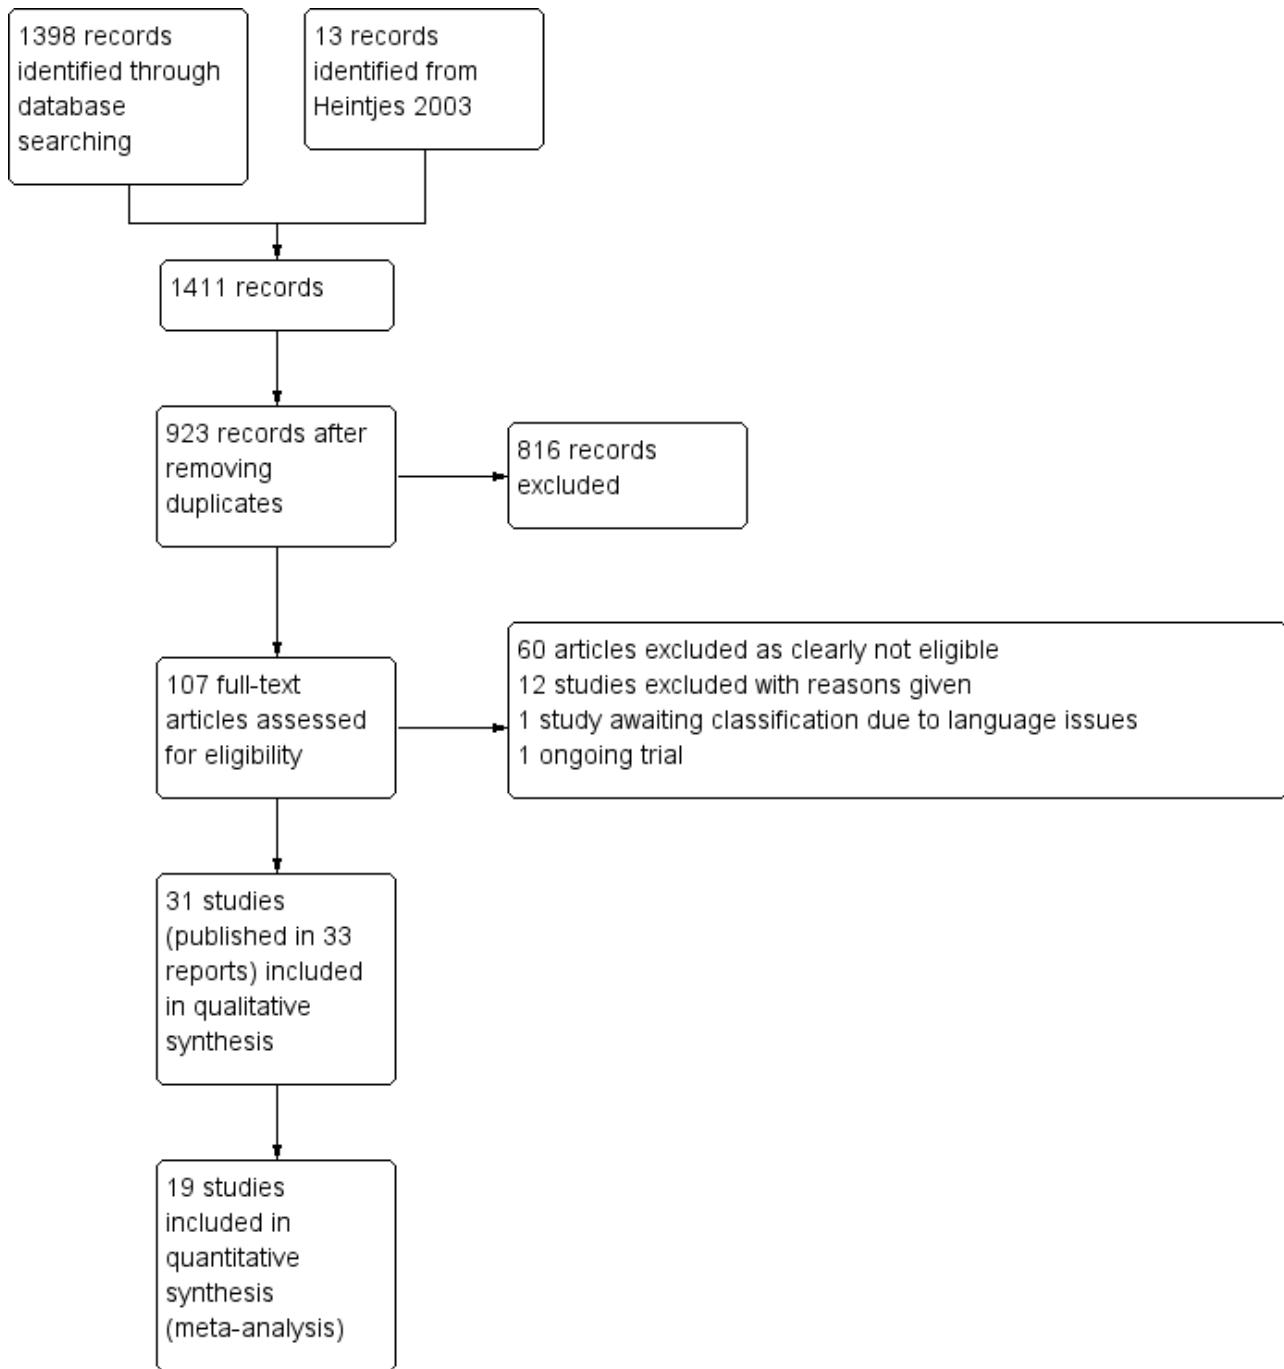 1398 records
identified through
database
searching
13 records
identified from
Heintjes 2003
1411 records
923 records after
removing
duplicates
816 records
excluded
107 full-text
articles assessed
for eligibility
60 articles excluded as clearly not eligible
12 studies excluded with reasons given
1 study awaiting classification due to language issues
1 ongoing trial
31 studies
(published in 33
reports) included
in qualitative
synthesis
19 studies
included in
quantitative
synthesis
(meta-analysis)